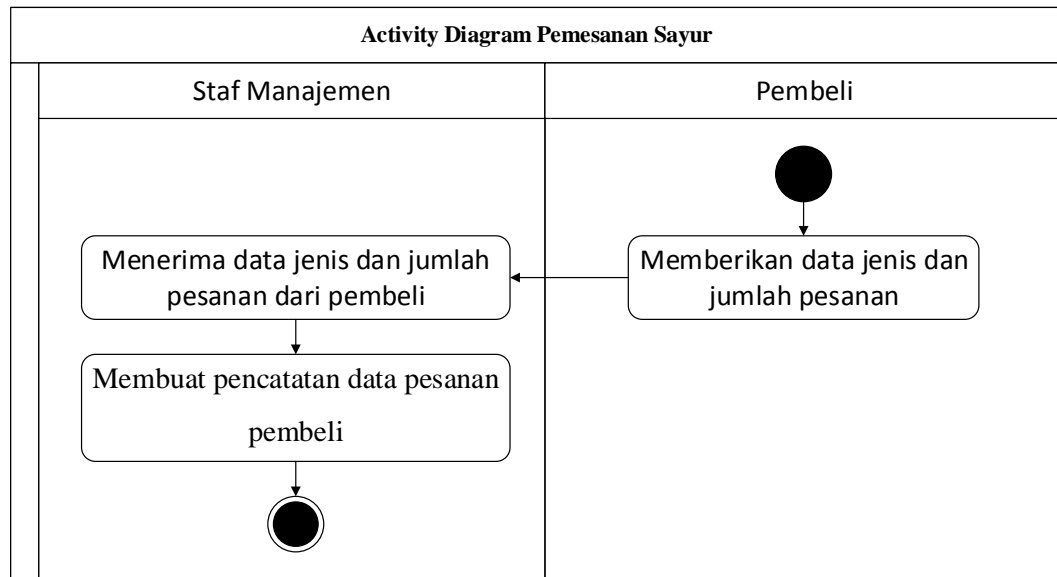 Activity Diagram Pemesanan Sayur
Staf Manajemen
Pembeli
Menerima data jenis dan jumlah
pesanan dari pembeli
Memberikan data jenis dan
jumlah pesanan
Membuat pencatatan data pesanan
pembeli